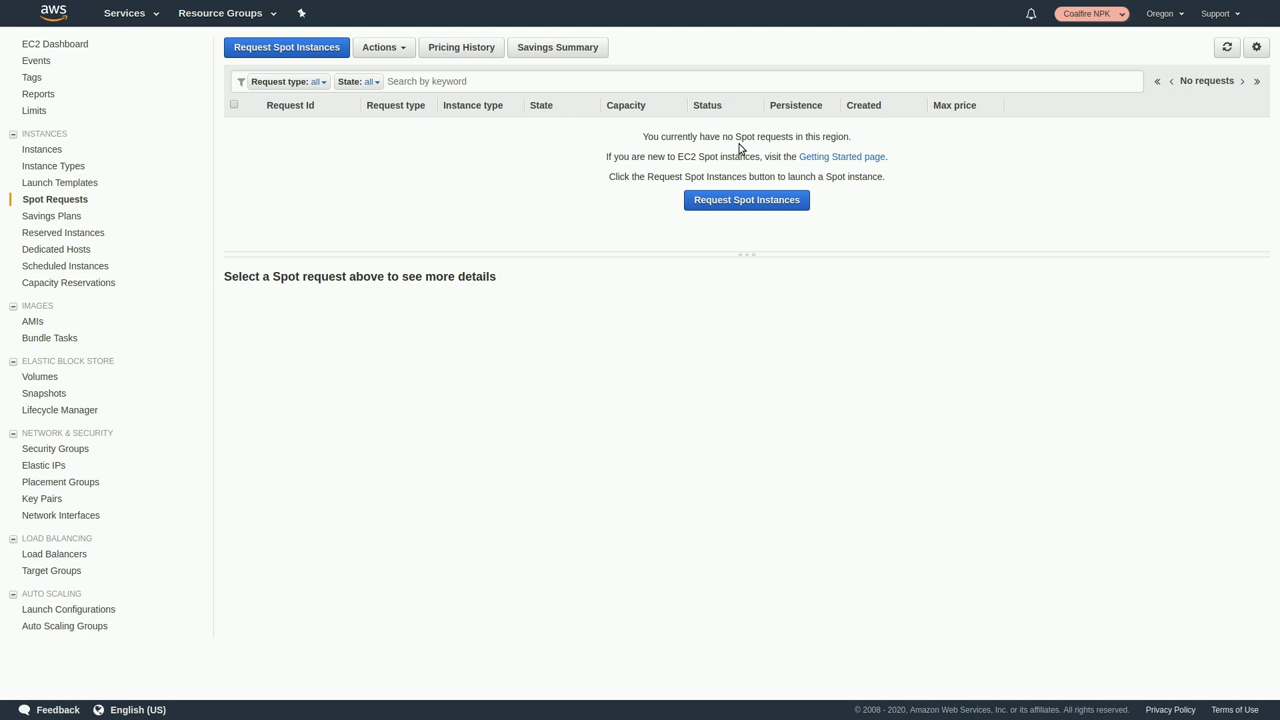 aws Services Resource Groups Coalfire NPK Oregon Support
EC2 Dashboard
Events
Tags
Reports
Limits
INSTANCES
Instances
Instance Types
Launch Templates
Spot Requests
Savings Plans
Reserved Instances
Dedicated Hosts
Scheduled Instances
Capacity Reservations
IMAGES
AMIs
Bundle Tasks
ELASTIC BLOCK STORE
Volumes
Snapshots
Lifecycle Manager
NETWORK & SECURITY
Security Groups
Elastic IPs
Placement Groups
Key Pairs
Network Interfaces
LOAD BALANCING
Load Balancers
Target Groups
AUTO SCALING
Launch Configurations
Auto Scaling Groups
Request Spot Instances Actions Pricing History Savings Summary
Request type: all State: all Search by keyword « ‹ No requests › »
Request Id Request type Instance type State Capacity Status Persistence Created Max price
You currently have no Spot requests in this region.
If you are new to EC2 Spot instances, visit the Getting Started page.
Click the Request Spot Instances button to launch a Spot instance.
Request Spot Instances
Select a Spot request above to see more details
Feedback English (US) © 2008 - 2020, Amazon Web Services, Inc. or its affiliates. All rights reserved. Privacy Policy Terms of Use